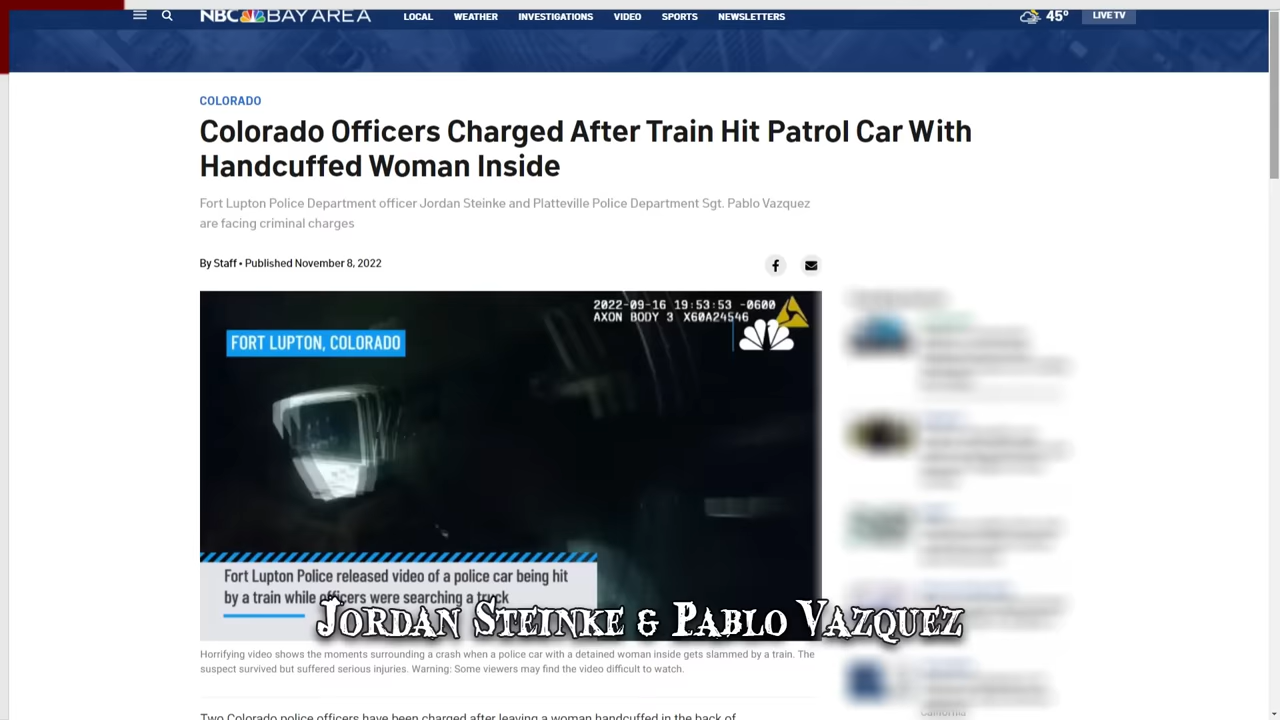 NBC BAY AREA
LOCAL WEATHER INVESTIGATIONS VIDEO SPORTS NEWSLETTERS
45° LIVE TV
COLORADO
Colorado Officers Charged After Train Hit Patrol Car With
Handcuffed Woman Inside
Fort Lupton Police Department officer Jordan Steinke and Platteville Police Department Sgt. Pablo Vazquez
are facing criminal charges
By Staff • Published November 8, 2022
2022-09-16 19:53:53 -0600
AXON BODY 3 X60A24546
FORT LUPTON, COLORADO
Fort Lupton Police released video of a police car being hit
by a train while officers were searching a truck
Jordan Steinke & Pablo Vazquez
Horrifying video shows the moments surrounding a crash when a police car with a detained woman inside gets slammed by a train. The
suspect survived but suffered serious injuries. Warning: Some viewers may find the video difficult to watch.
Two Colorado police officers have been charged after leaving a woman handcuffed in the back of
California